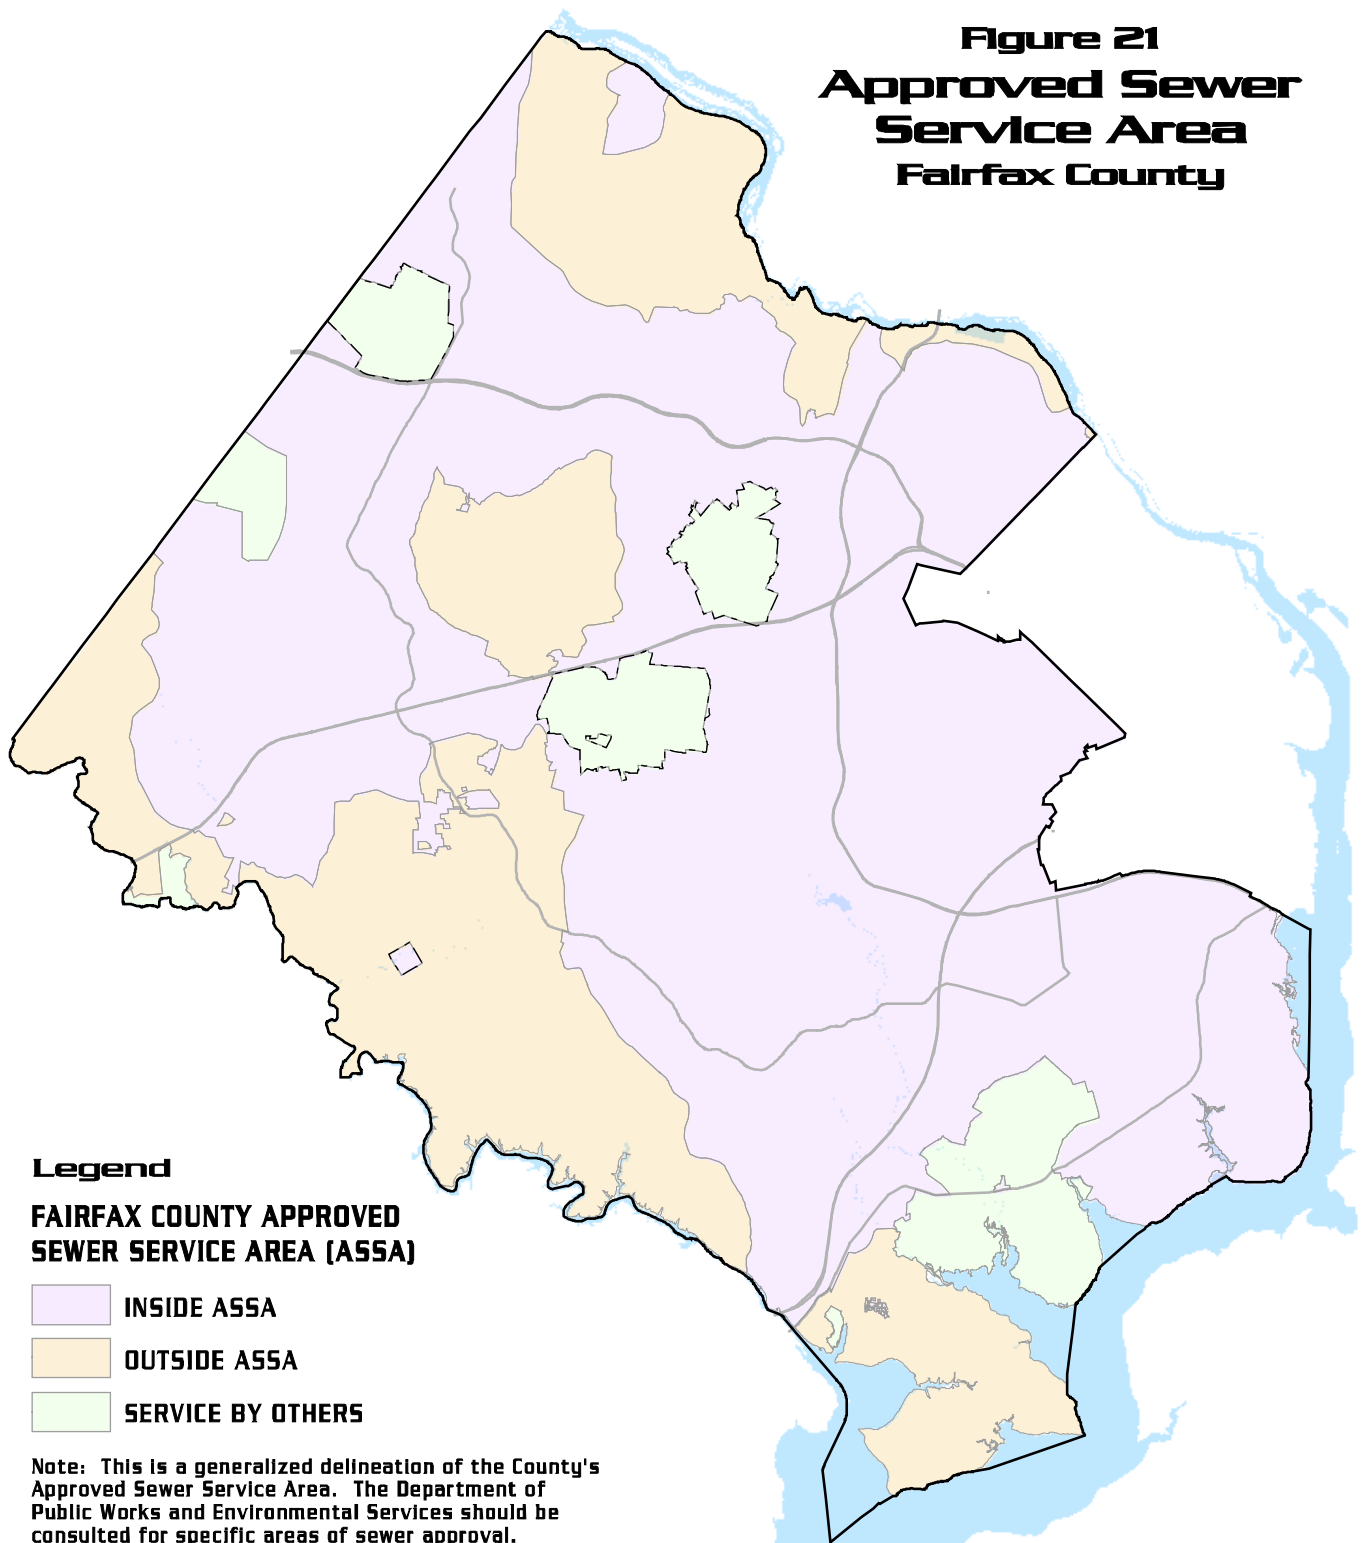 Figure 21
Approved Sewer
Service Area
Fairfax County
Legend
FAIRFAX COUNTY APPROVED
SEWER SERVICE AREA (ASSA)
INSIDE ASSA
OUTSIDE ASSA
SERVICE BY OTHERS
Note: This is a generalized delineation of the County's
Approved Sewer Service Area. The Department of
Public Works and Environmental Services should be
consulted for specific areas of sewer approval.